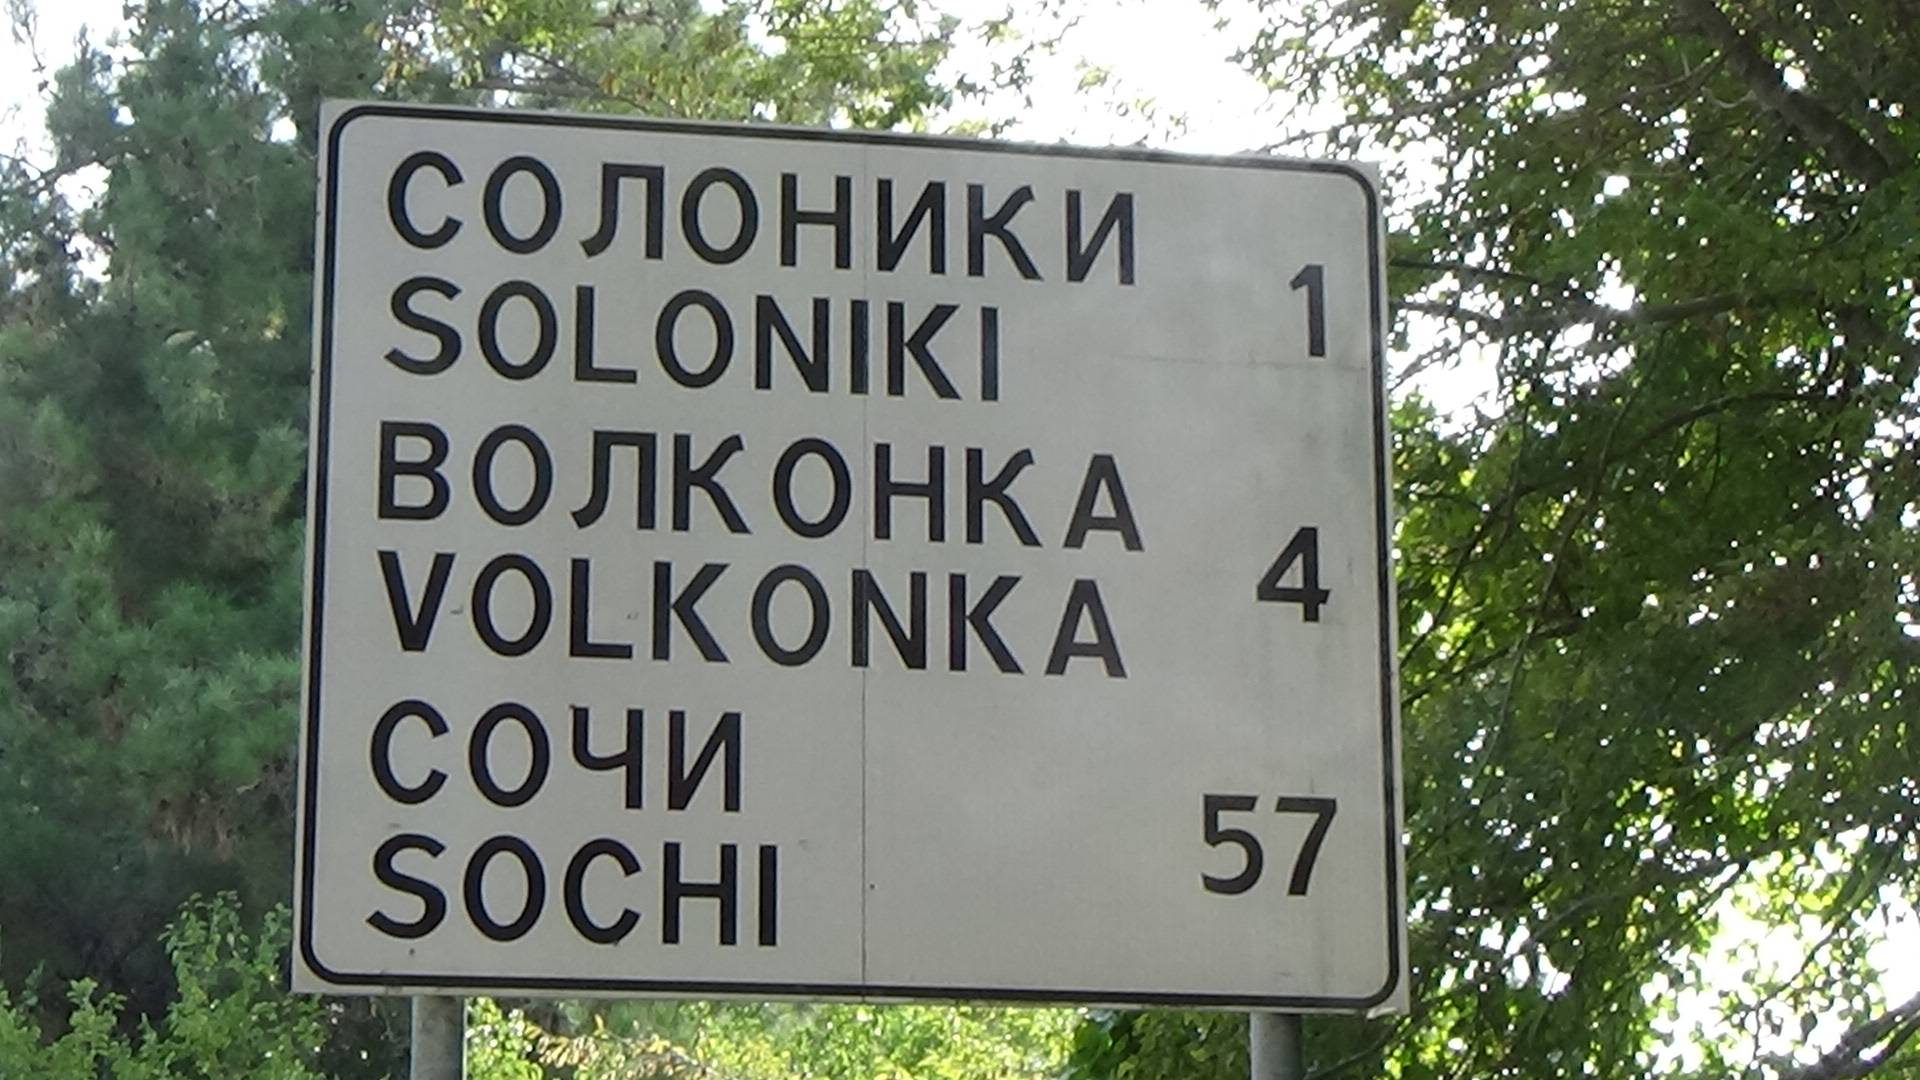 СОЛОНИКИ
SOLONIKI 1
ВОЛКОНКА
VOLKONKA 4
СОЧИ
SOCHI 57